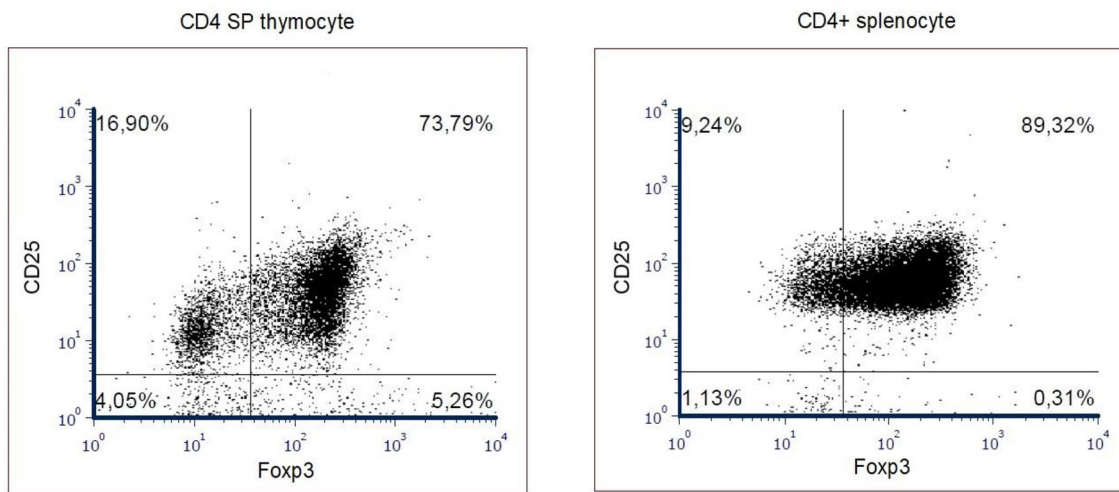 CD4 SP thymocyte
10⁴
16,90%
73,79%
10³
CD25
10²
10¹
4,05%
5,26%
10⁰
10⁰ 10¹ 10² 10³ 10⁴
Foxp3
CD4+ splenocyte
10⁴
9,24%
89,32%
10³
CD25
10²
10¹
1,13%
0,31%
10⁰
10⁰ 10¹ 10² 10³ 10⁴
Foxp3